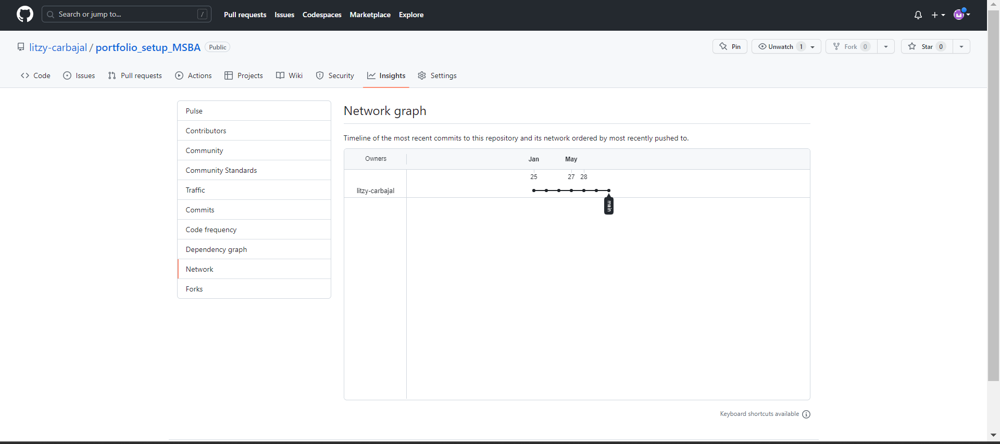 Search or jump to... / Pull requests Issues Codespaces Marketplace Explore
litzy-carbajal / portfolio_setup_MSBA Public Pin Unwatch 1 Fork 0 Star 0
Code Issues Pull requests Actions Projects Wiki Security Insights Settings
Pulse
Contributors
Community
Community Standards
Traffic
Commits
Code frequency
Dependency graph
Network
Forks
Network graph
Timeline of the most recent commits to this repository and its network ordered by most recently pushed to.
Owners Jan May
25 27 28
litzy-carbajal
main
Keyboard shortcuts available